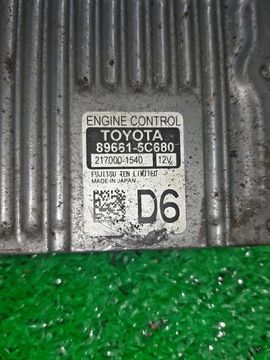 ENGINE CONTROL
TOYOTA
89661-5C680
217000-1540 12V
FUJITSU TEN LIMITED
MADE IN JAPAN
D6